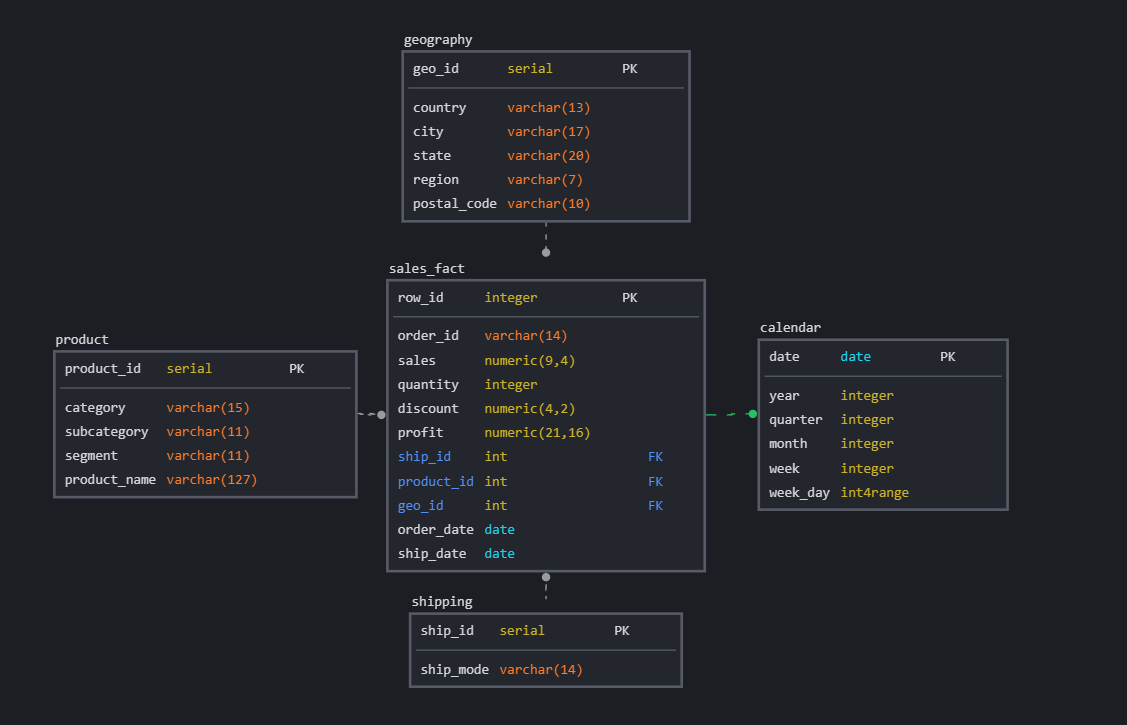 geography
geo_id serial PK
country varchar(13)
city varchar(17)
state varchar(20)
region varchar(7)
postal_code varchar(10)
sales_fact
row_id integer PK
order_id varchar(14)
sales numeric(9,4)
quantity integer
discount numeric(4,2)
profit numeric(21,16)
ship_id int FK
product_id int FK
geo_id int FK
order_date date
ship_date date
product
product_id serial PK
category varchar(15)
subcategory varchar(11)
segment varchar(11)
product_name varchar(127)
calendar
date date PK
year integer
quarter integer
month integer
week integer
week_day int4range
shipping
ship_id serial PK
ship_mode varchar(14)